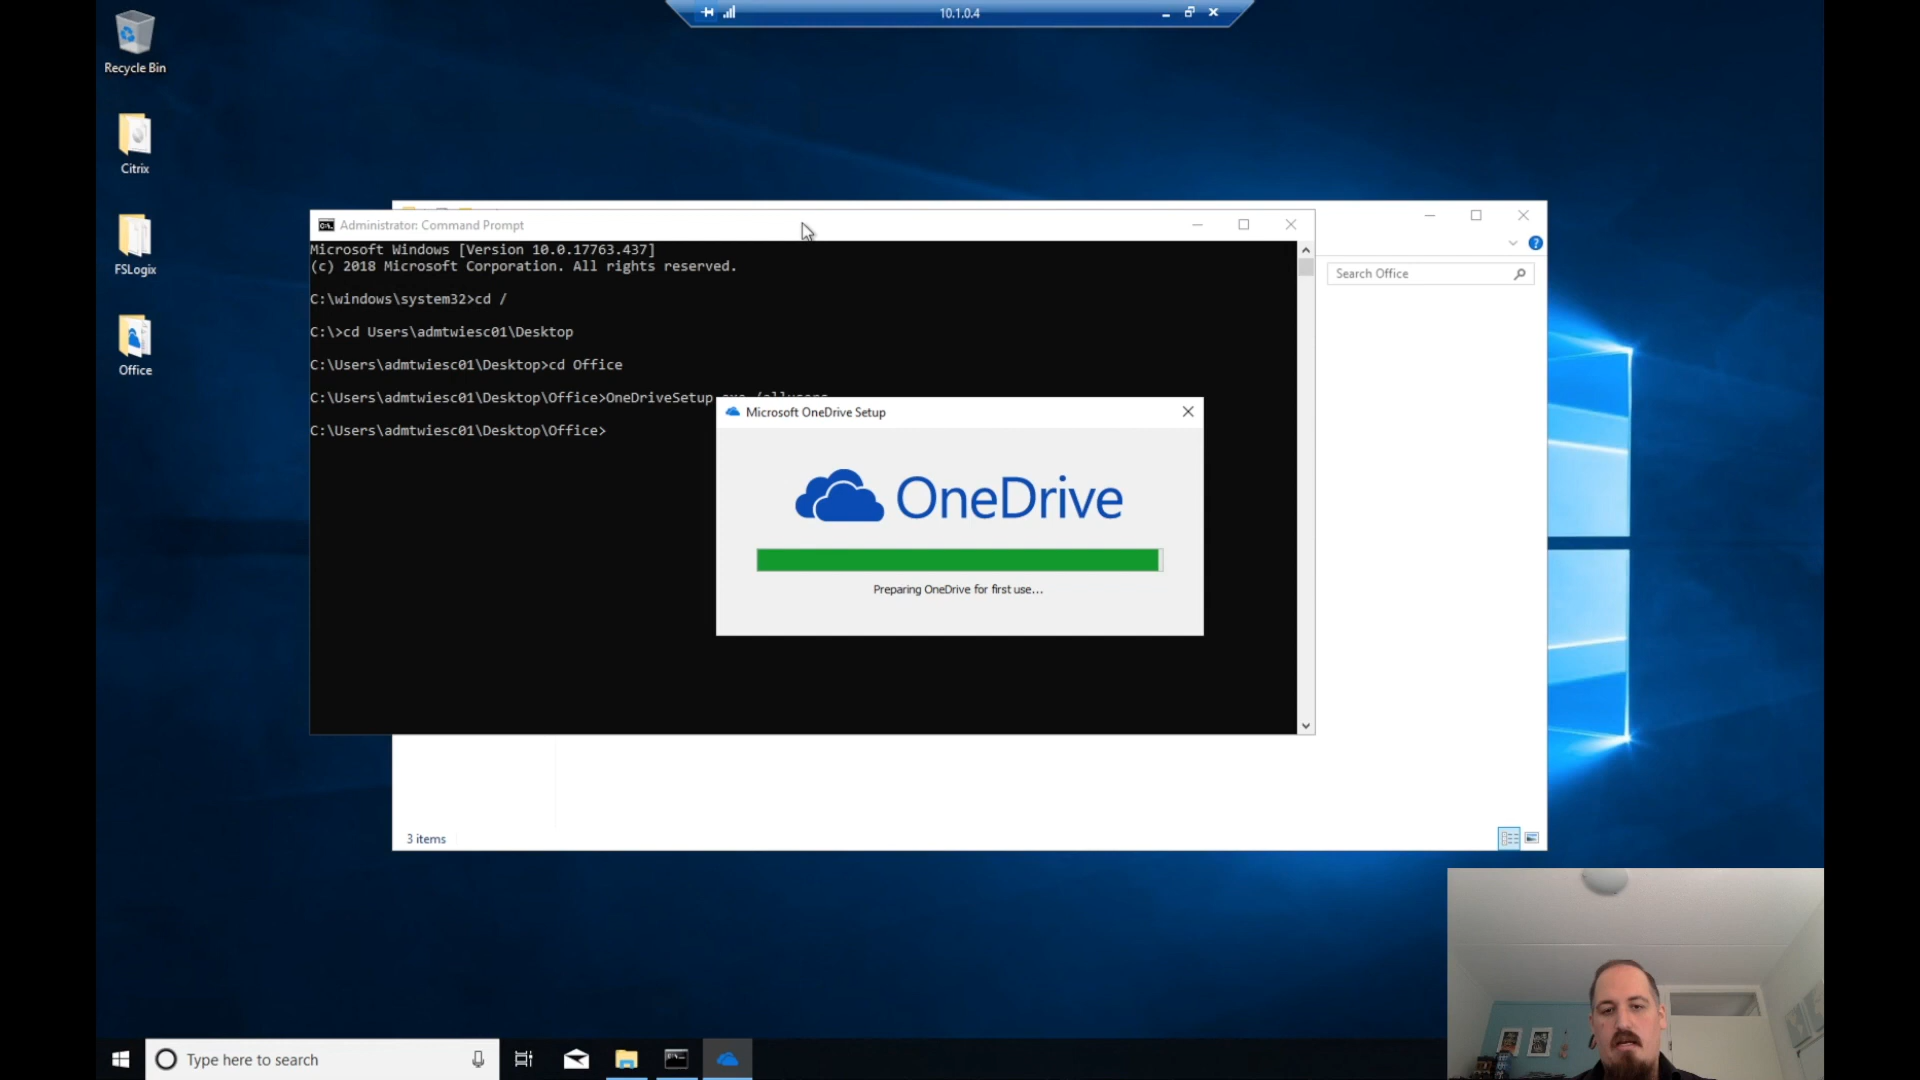 10.1.0.4
Recycle Bin
Citrix
FSLogix
Office
Administrator: Command Prompt
Microsoft Windows [Version 10.0.17763.437]
(c) 2018 Microsoft Corporation. All rights reserved.
C:\windows\system32>cd /
C:\>cd Users\admtwiesc01\Desktop
C:\Users\admtwiesc01\Desktop>cd Office
C:\Users\admtwiesc01\Desktop\Office>OneDriveSetup.exe /allusers
C:\Users\admtwiesc01\Desktop\Office>
Search Office
Microsoft OneDrive Setup
OneDrive
Preparing OneDrive for first use...
3 items
Type here to search